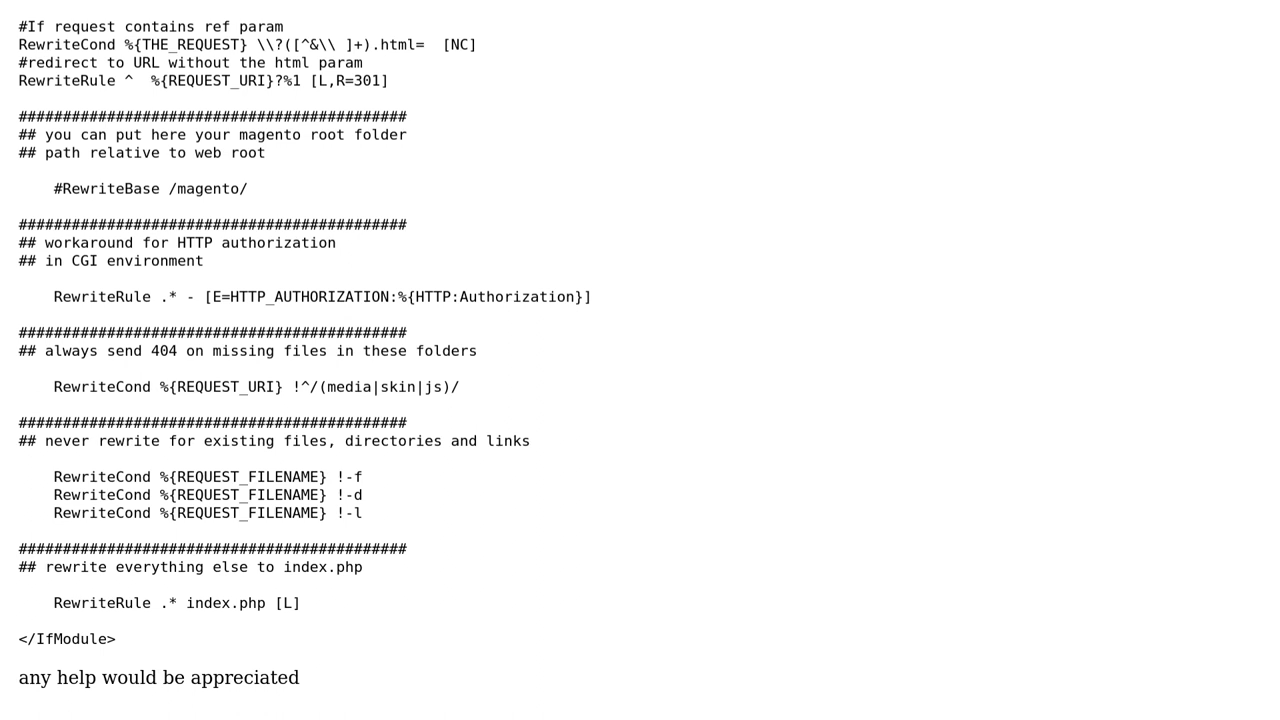 #If request contains ref param
RewriteCond %{THE_REQUEST} \\?([^&\\ ]+).html=  [NC]
#redirect to URL without the html param
RewriteRule ^  %{REQUEST_URI}?%1 [L,R=301]
############################################
## you can put here your magento root folder
## path relative to web root
    #RewriteBase /magento/
############################################
## workaround for HTTP authorization
## in CGI environment
    RewriteRule .* - [E=HTTP_AUTHORIZATION:%{HTTP:Authorization}]
############################################
## always send 404 on missing files in these folders
    RewriteCond %{REQUEST_URI} !^/(media|skin|js)/
############################################
## never rewrite for existing files, directories and links
    RewriteCond %{REQUEST_FILENAME} !-f
    RewriteCond %{REQUEST_FILENAME} !-d
    RewriteCond %{REQUEST_FILENAME} !-l
############################################
## rewrite everything else to index.php
    RewriteRule .* index.php [L]
</IfModule>
any help would be appreciated